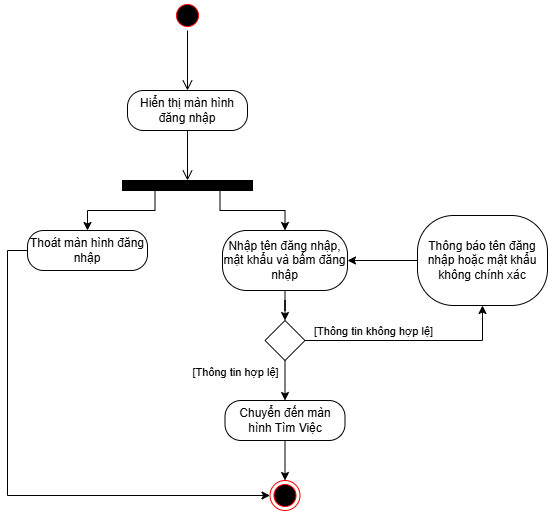 Hiển thị màn hình
đăng nhập
Thoát màn hình đăng
nhập
Nhập tên đăng nhập,
mật khẩu và bấm đăng
nhập
Thông báo tên đăng
nhập hoặc mật khẩu
không chính xác
[Thông tin không hợp lệ]
[Thông tin hợp lệ]
Chuyển đến màn
hình Tìm Việc